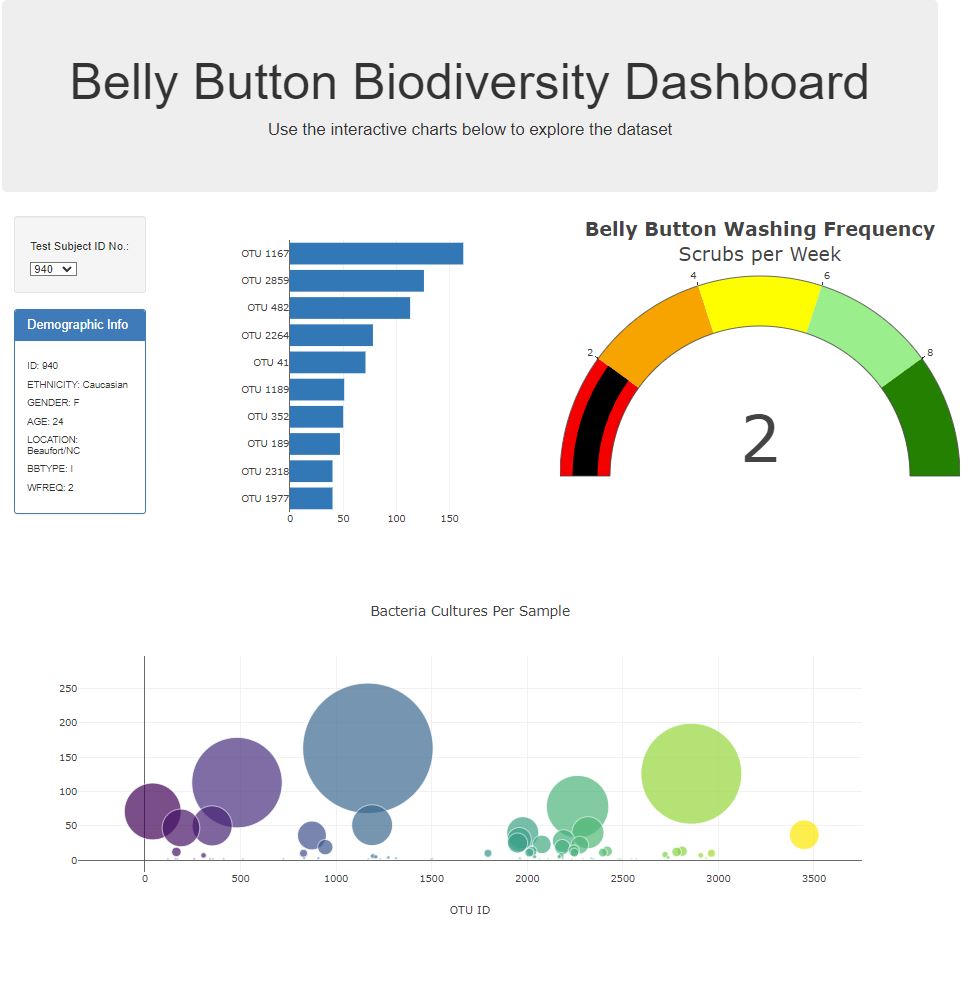 Belly Button Biodiversity Dashboard
Use the interactive charts below to explore the dataset
Test Subject ID No.:
940
Demographic Info
ID: 940
ETHNICITY: Caucasian
GENDER: F
AGE: 24
LOCATION:
Beaufort/NC
BBTYPE: I
WFREQ: 2
OTU 1167
OTU 2859
OTU 482
OTU 2264
OTU 41
OTU 1189
OTU 352
OTU 189
OTU 2318
OTU 1977
0 50 100 150
Belly Button Washing Frequency
Scrubs per Week
4 6
2 8
2
Bacteria Cultures Per Sample
250
200
150
100
50
0
0 500 1000 1500 2000 2500 3000 3500
OTU ID